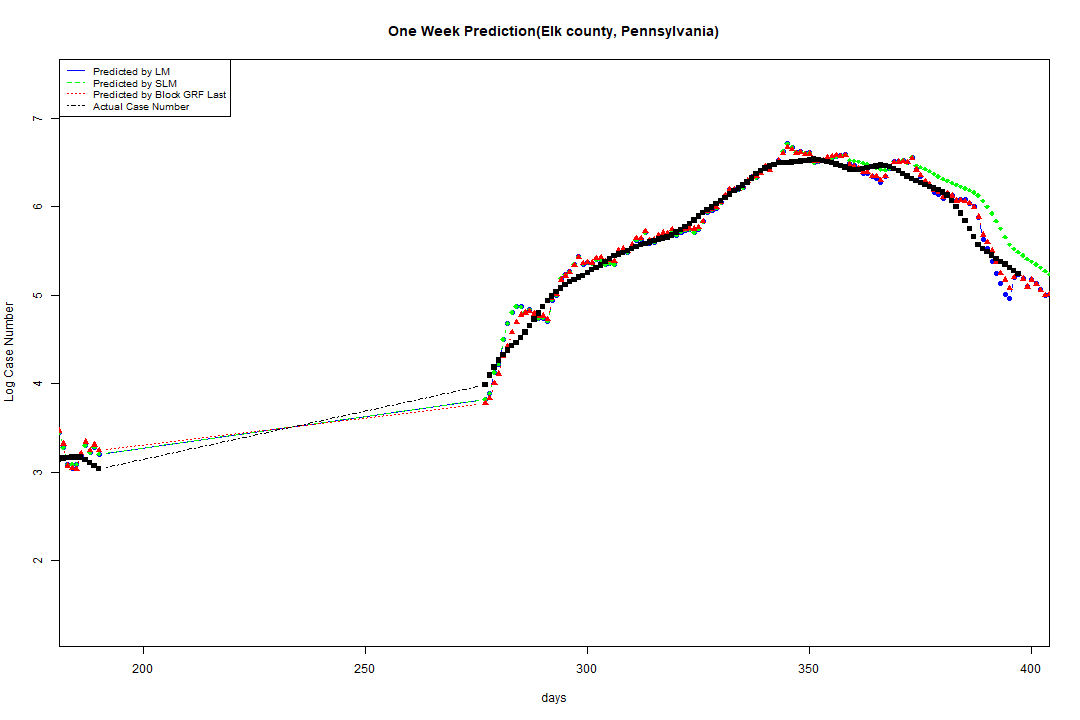 One Week Prediction(Elk county, Pennsylvania)
Predicted by LM
Predicted by SLM
Predicted by Block GRF Last
Actual Case Number
Log Case Number
7
6
5
4
3
2
200 250 300 350 400
days